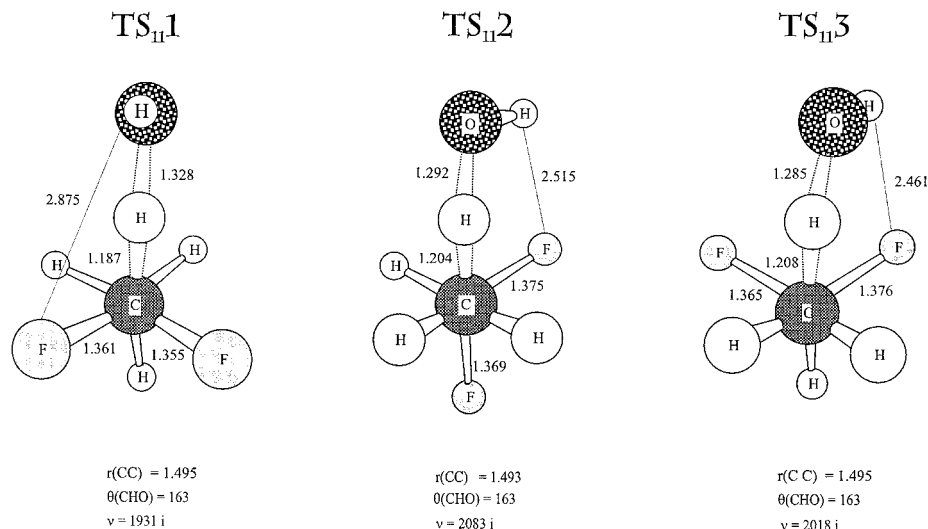 TS₁₁1 TS₁₁2 TS₁₁3
H O H O H
1.328 1.292 2.515 1.285 2.461
2.875
H H H
H H 1.187 H 1.204 F F 1.208 F
C C 1.375 C 1.365 1.376
F 1.361 1.355 F H H H H
H 1.369 H
F
r(CC) = 1.495 r(CC) = 1.493 r(C C) = 1.495
θ(CHO) = 163 θ(CHO) = 163 θ(CHO) = 163
ν = 1931 i ν = 2083 i ν = 2018 i